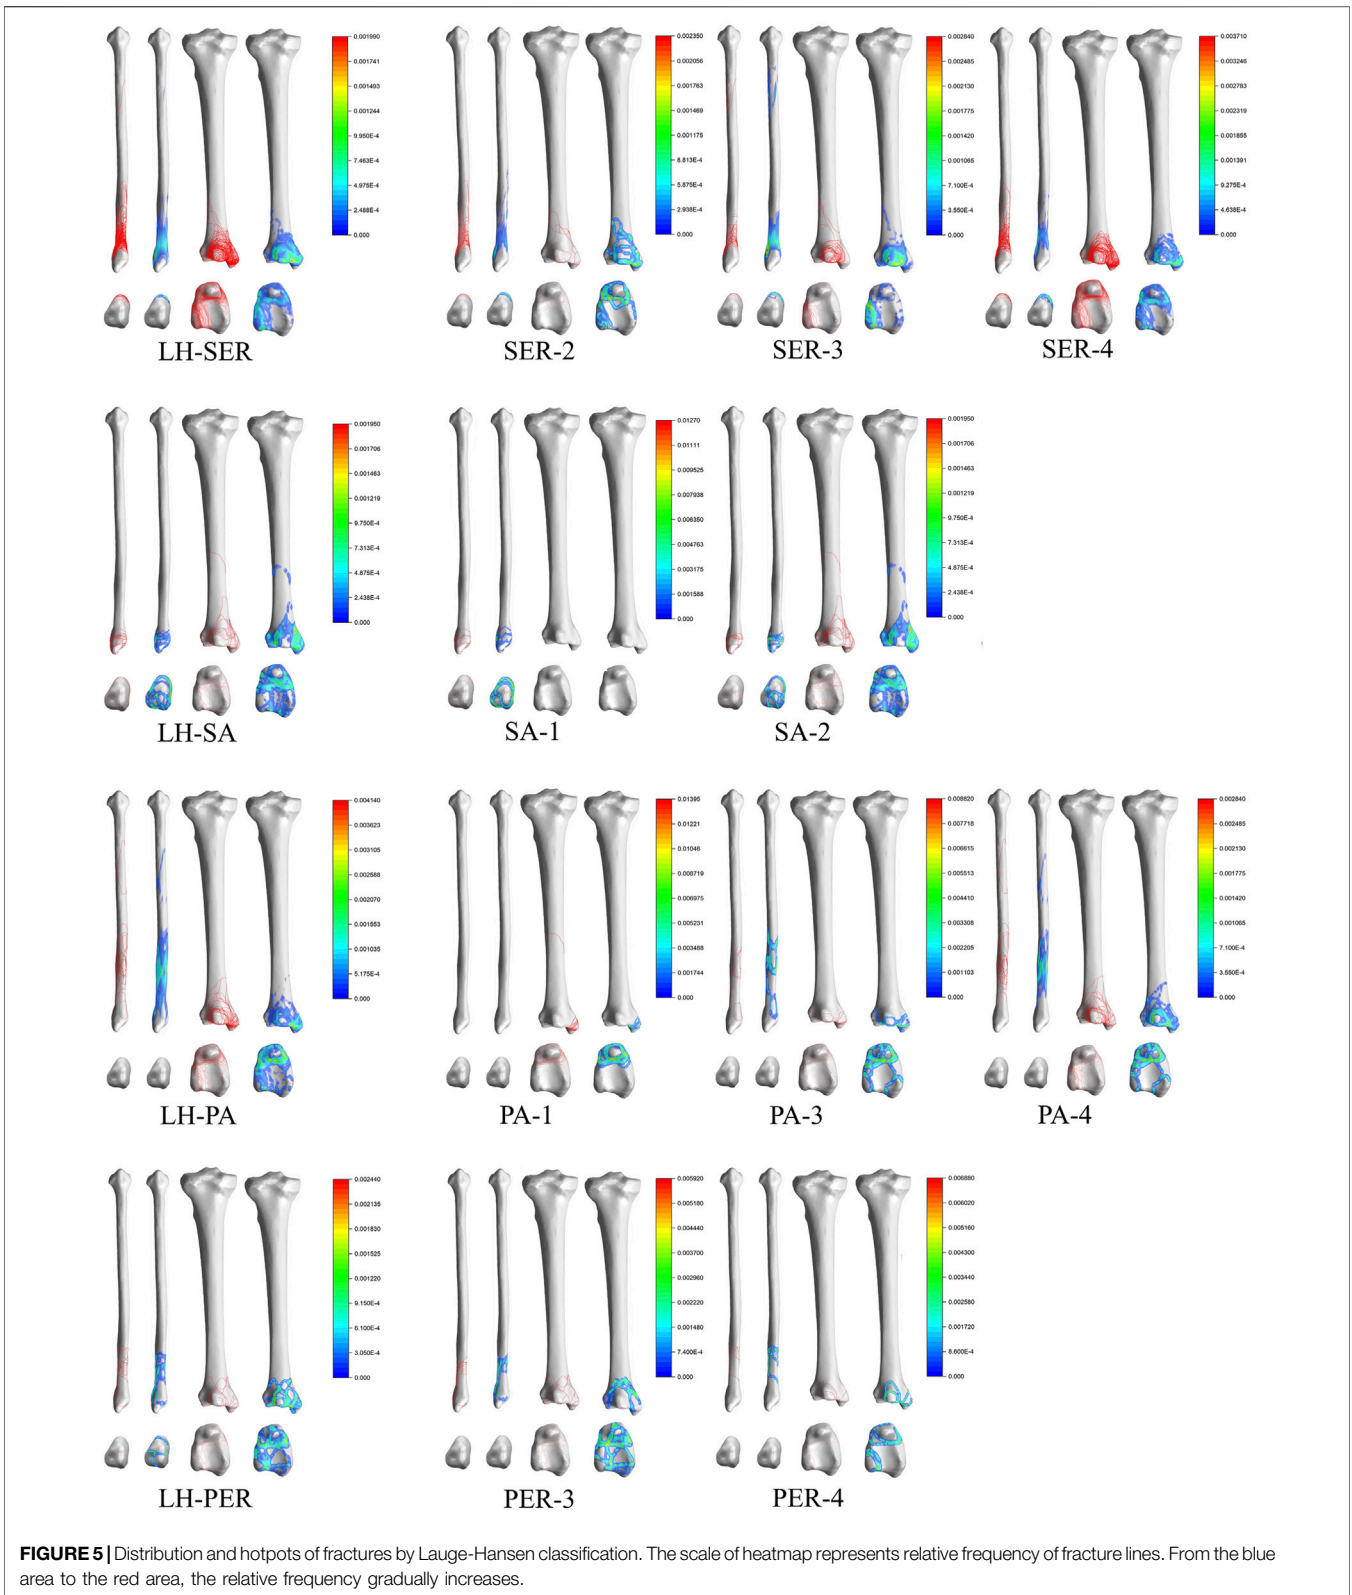 0.001990
0.001741
0.001493
0.001244
9.950E-4
7.463E-4
4.975E-4
2.488E-4
0.000
LH-SER
0.002350
0.002056
0.001763
0.001469
0.001175
8.813E-4
5.875E-4
2.938E-4
0.000
SER-2
0.002840
0.002485
0.002130
0.001775
0.001420
0.001065
7.100E-4
3.550E-4
0.000
SER-3
0.003710
0.003246
0.002783
0.002319
0.001855
0.001391
9.275E-4
4.638E-4
0.000
SER-4
0.001950
0.001706
0.001463
0.001219
9.750E-4
7.313E-4
4.875E-4
2.438E-4
0.000
LH-SA
0.01270
0.01111
0.009525
0.007938
0.006350
0.004763
0.003175
0.001588
0.000
SA-1
0.001950
0.001706
0.001463
0.001219
9.750E-4
7.313E-4
4.875E-4
2.438E-4
0.000
SA-2
0.004140
0.003623
0.003105
0.002588
0.002070
0.001553
0.001035
5.175E-4
0.000
LH-PA
0.01395
0.01221
0.01046
0.008719
0.006975
0.005231
0.003488
0.001744
0.000
PA-1
0.008820
0.007718
0.006615
0.005513
0.004410
0.003308
0.002205
0.001103
0.000
PA-3
0.002840
0.002485
0.002130
0.001775
0.001420
0.001065
7.100E-4
3.550E-4
0.000
PA-4
0.002440
0.002135
0.001830
0.001525
0.001220
9.150E-4
6.100E-4
3.050E-4
0.000
LH-PER
0.005920
0.005180
0.004440
0.003700
0.002960
0.002220
0.001480
7.400E-4
0.000
PER-3
0.006880
0.006020
0.005160
0.004300
0.003440
0.002580
0.001720
8.600E-4
0.000
PER-4
FIGURE 5 | Distribution and hotpots of fractures by Lauge-Hansen classification. The scale of heatmap represents relative frequency of fracture lines. From the blue
area to the red area, the relative frequency gradually increases.